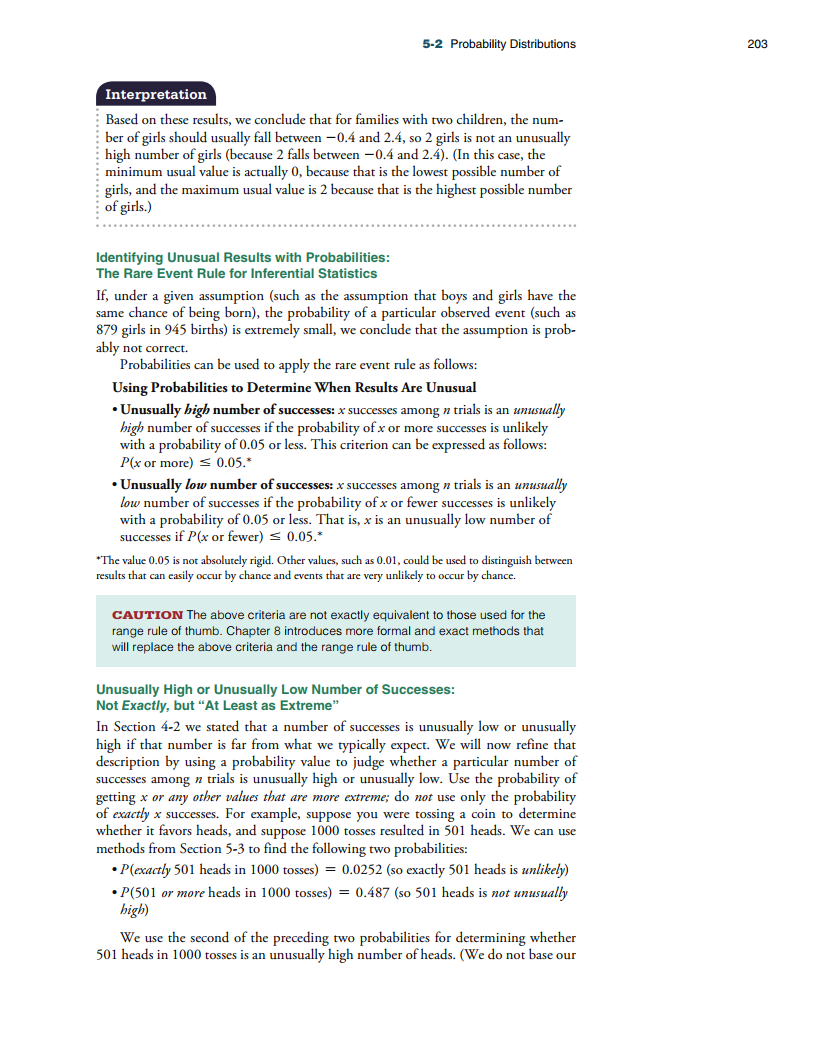 5-2 Probability Distributions 203
Interpretation
Based on these results, we conclude that for families with two children, the num-
ber of girls should usually fall between −0.4 and 2.4, so 2 girls is not an unusually
high number of girls (because 2 falls between −0.4 and 2.4). (In this case, the
minimum usual value is actually 0, because that is the lowest possible number of
girls, and the maximum usual value is 2 because that is the highest possible number
of girls.)
Identifying Unusual Results with Probabilities:
The Rare Event Rule for Inferential Statistics
If, under a given assumption (such as the assumption that boys and girls have the
same chance of being born), the probability of a particular observed event (such as
879 girls in 945 births) is extremely small, we conclude that the assumption is prob-
ably not correct.
Probabilities can be used to apply the rare event rule as follows:
Using Probabilities to Determine When Results Are Unusual
• Unusually high number of successes: x successes among n trials is an unusually
high number of successes if the probability of x or more successes is unlikely
with a probability of 0.05 or less. This criterion can be expressed as follows:
P(x or more) ≤ 0.05.*
• Unusually low number of successes: x successes among n trials is an unusually
low number of successes if the probability of x or fewer successes is unlikely
with a probability of 0.05 or less. That is, x is an unusually low number of
successes if P(x or fewer) ≤ 0.05.*
*The value 0.05 is not absolutely rigid. Other values, such as 0.01, could be used to distinguish between
results that can easily occur by chance and events that are very unlikely to occur by chance.
CAUTION The above criteria are not exactly equivalent to those used for the
range rule of thumb. Chapter 8 introduces more formal and exact methods that
will replace the above criteria and the range rule of thumb.
Unusually High or Unusually Low Number of Successes:
Not Exactly, but “At Least as Extreme”
In Section 4-2 we stated that a number of successes is unusually low or unusually
high if that number is far from what we typically expect. We will now refine that
description by using a probability value to judge whether a particular number of
successes among n trials is unusually high or unusually low. Use the probability of
getting x or any other values that are more extreme; do not use only the probability
of exactly x successes. For example, suppose you were tossing a coin to determine
whether it favors heads, and suppose 1000 tosses resulted in 501 heads. We can use
methods from Section 5-3 to find the following two probabilities:
• P(exactly 501 heads in 1000 tosses) = 0.0252 (so exactly 501 heads is unlikely)
• P(501 or more heads in 1000 tosses) = 0.487 (so 501 heads is not unusually
high)
We use the second of the preceding two probabilities for determining whether
501 heads in 1000 tosses is an unusually high number of heads. (We do not base our